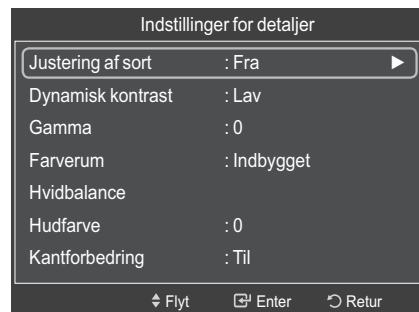 Indstillinger for detaljer
Justering af sort : Fra ►
Dynamisk kontrast : Lav
Gamma : 0
Farverum : Indbygget
Hvidbalance
Hudfarve : 0
Kantforbedring : Til
Flyt Enter Retur